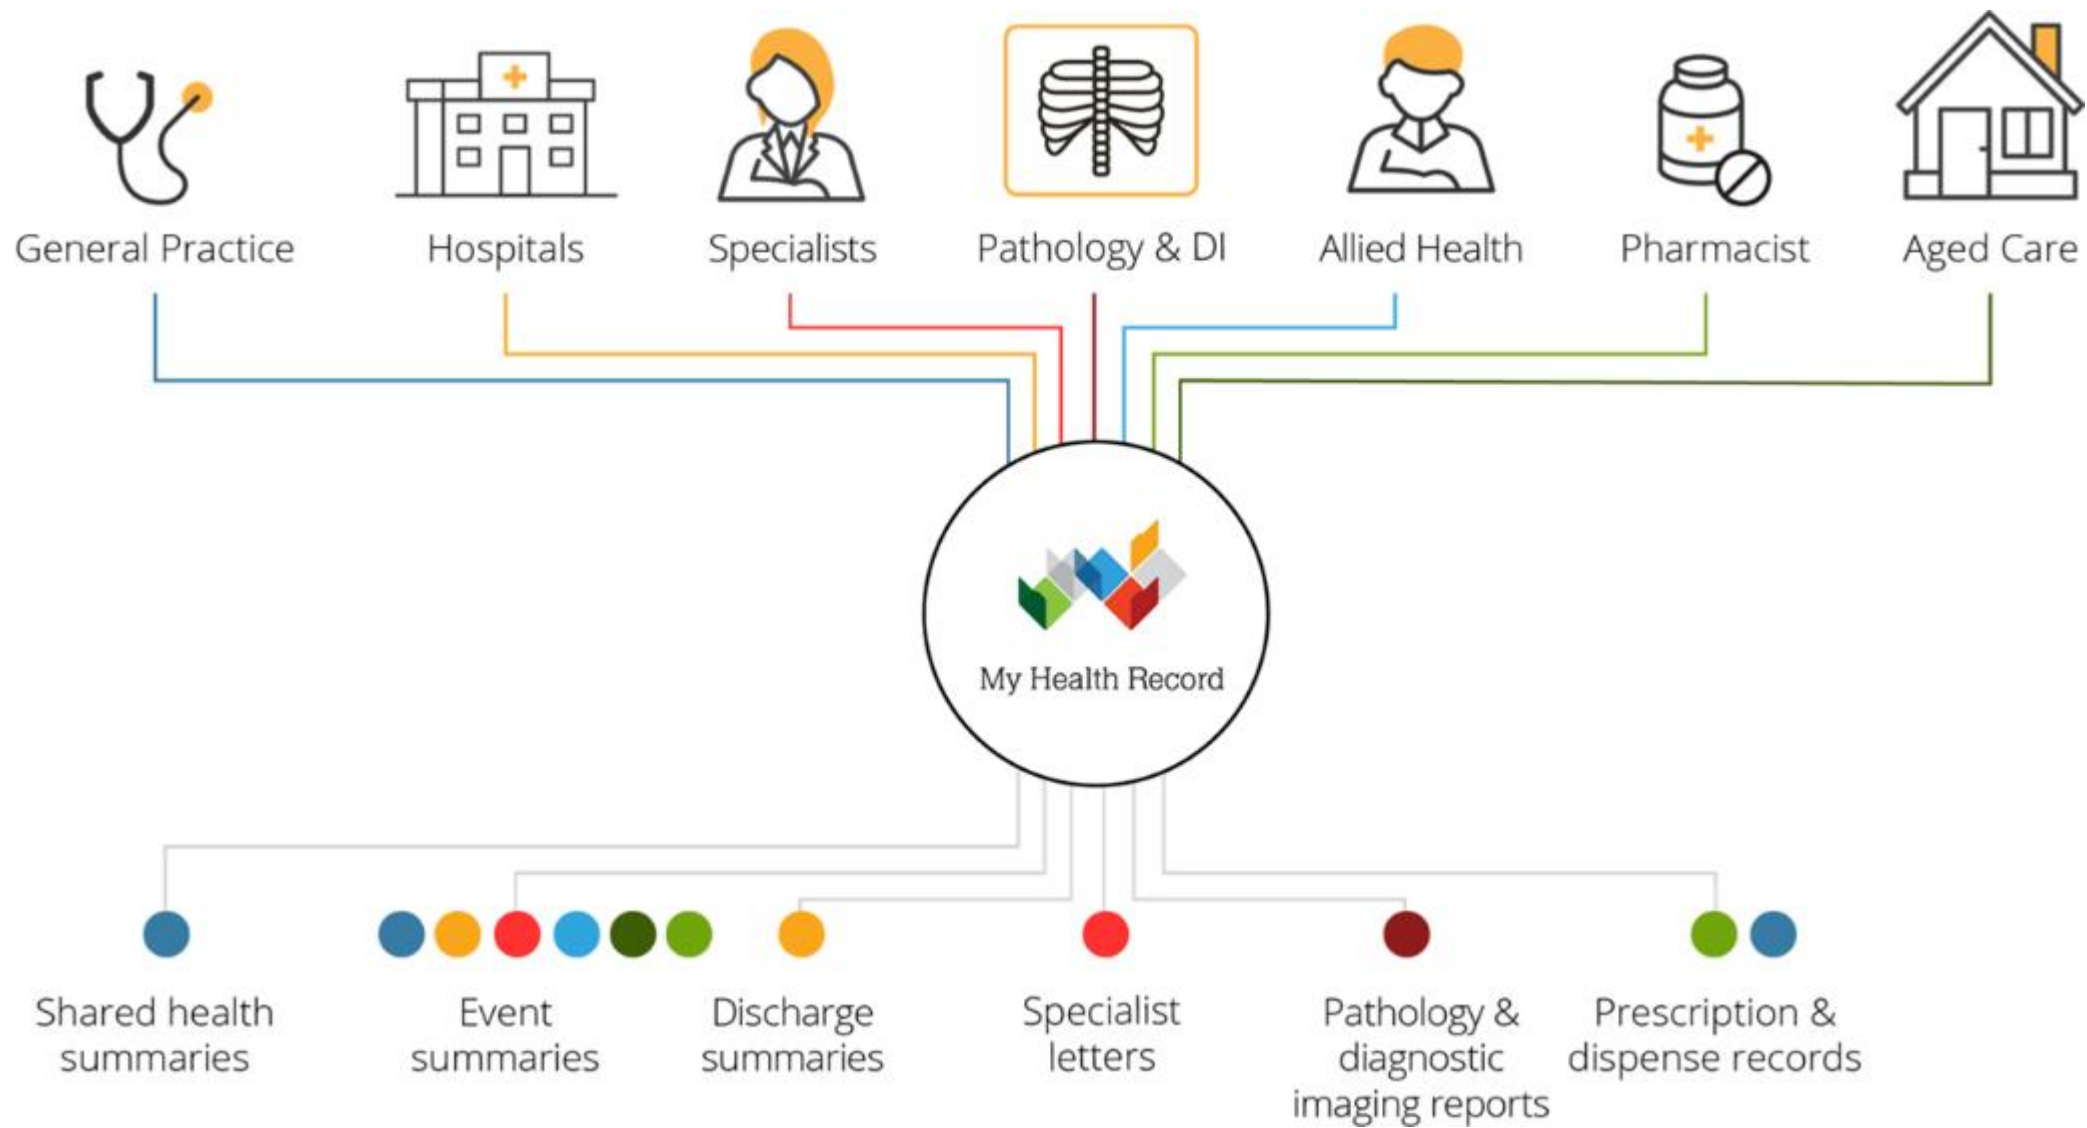 General Practice
Hospitals
Specialists
Pathology & DI
Allied Health
Pharmacist
Aged Care
My Health Record
Shared health
summaries
Event
summaries
Discharge
summaries
Specialist
letters
Pathology &
diagnostic
imaging reports
Prescription &
dispense records